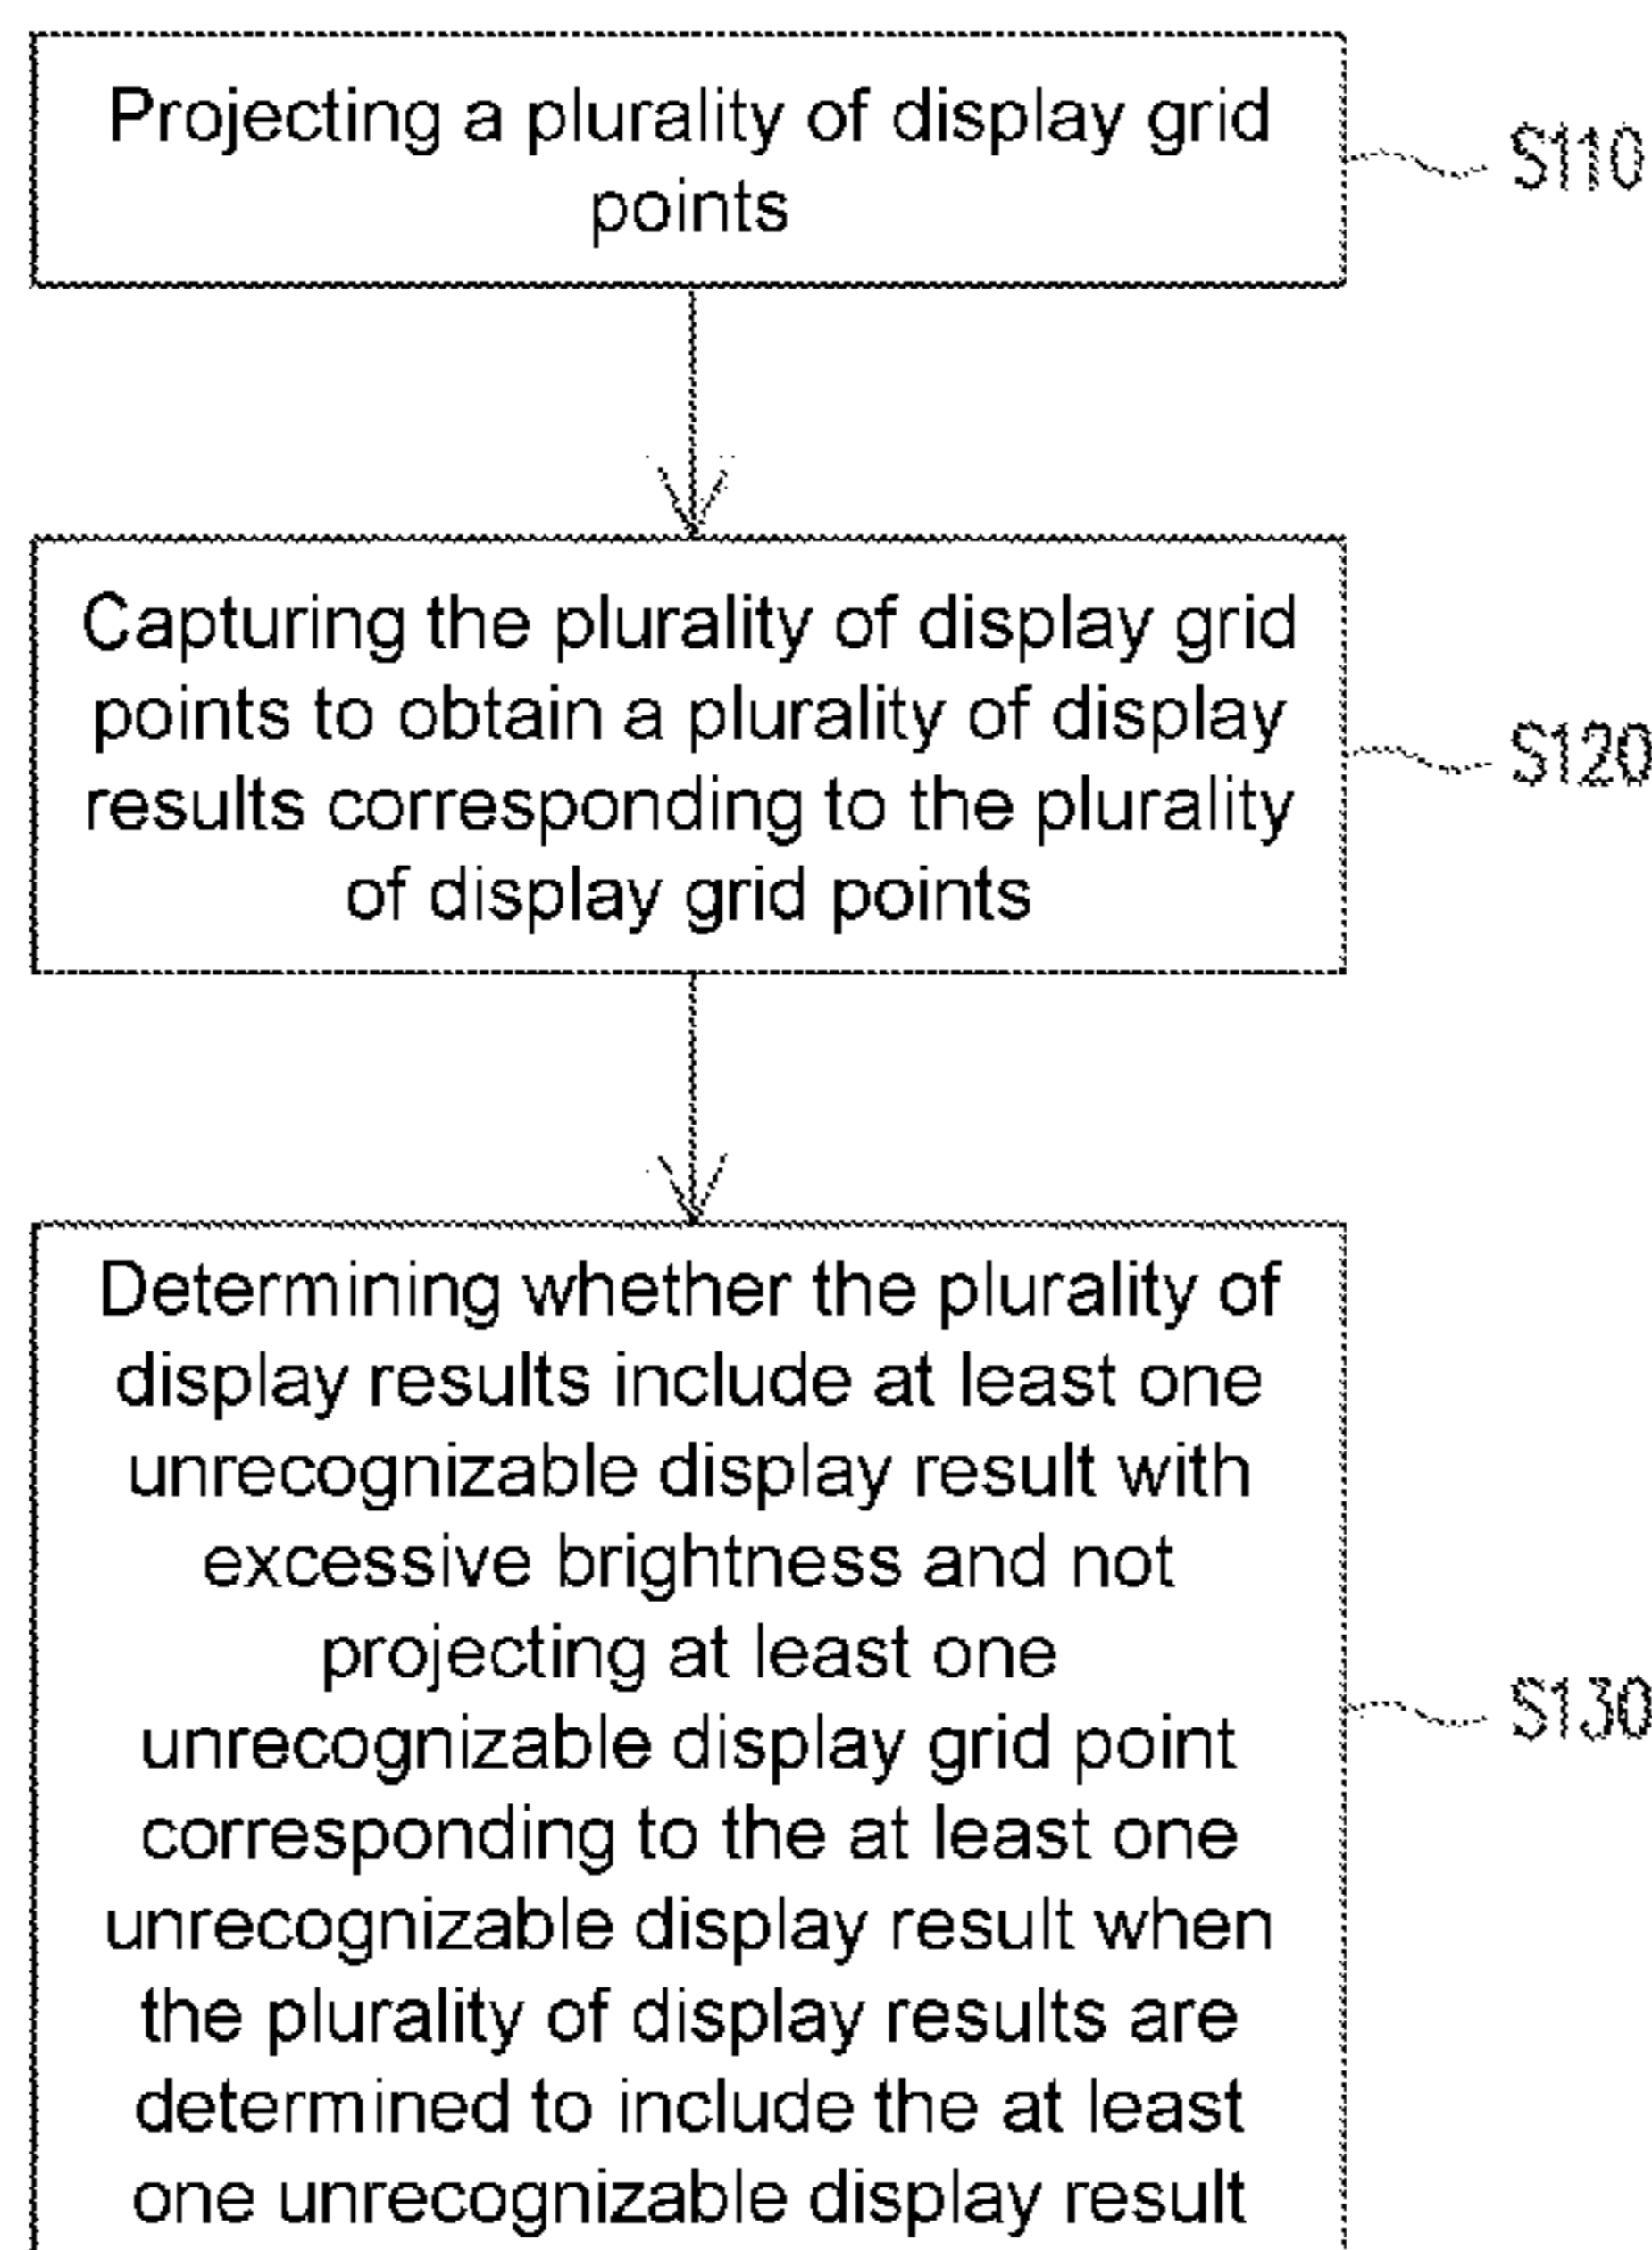 Projecting a plurality of display grid
points
S110
Capturing the plurality of display grid
points to obtain a plurality of display
results corresponding to the plurality
of display grid points
S120
Determining whether the plurality of
display results include at least one
unrecognizable display result with
excessive brightness and not
projecting at least one
unrecognizable display grid point
corresponding to the at least one
unrecognizable display result when
the plurality of display results are
determined to include the at least
one unrecognizable display result
S130